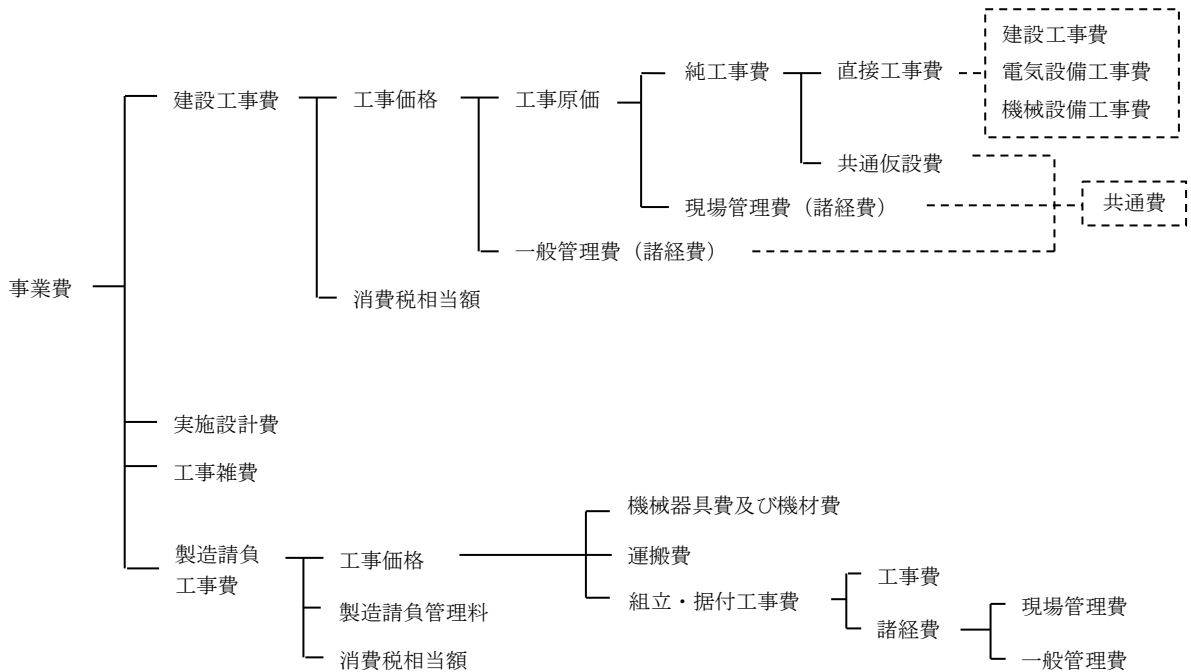 事業費
建設工事費
工事価格
工事原価
純工事費
直接工事費
建設工事費
電気設備工事費
機械設備工事費
共通仮設費
現場管理費（諸経費）
共通費
一般管理費（諸経費）
消費税相当額
実施設計費
工事雑費
製造請負
工事費
工事価格
機械器具費及び機材費
運搬費
組立・据付工事費
工事費
諸経費
現場管理費
一般管理費
製造請負管理料
消費税相当額